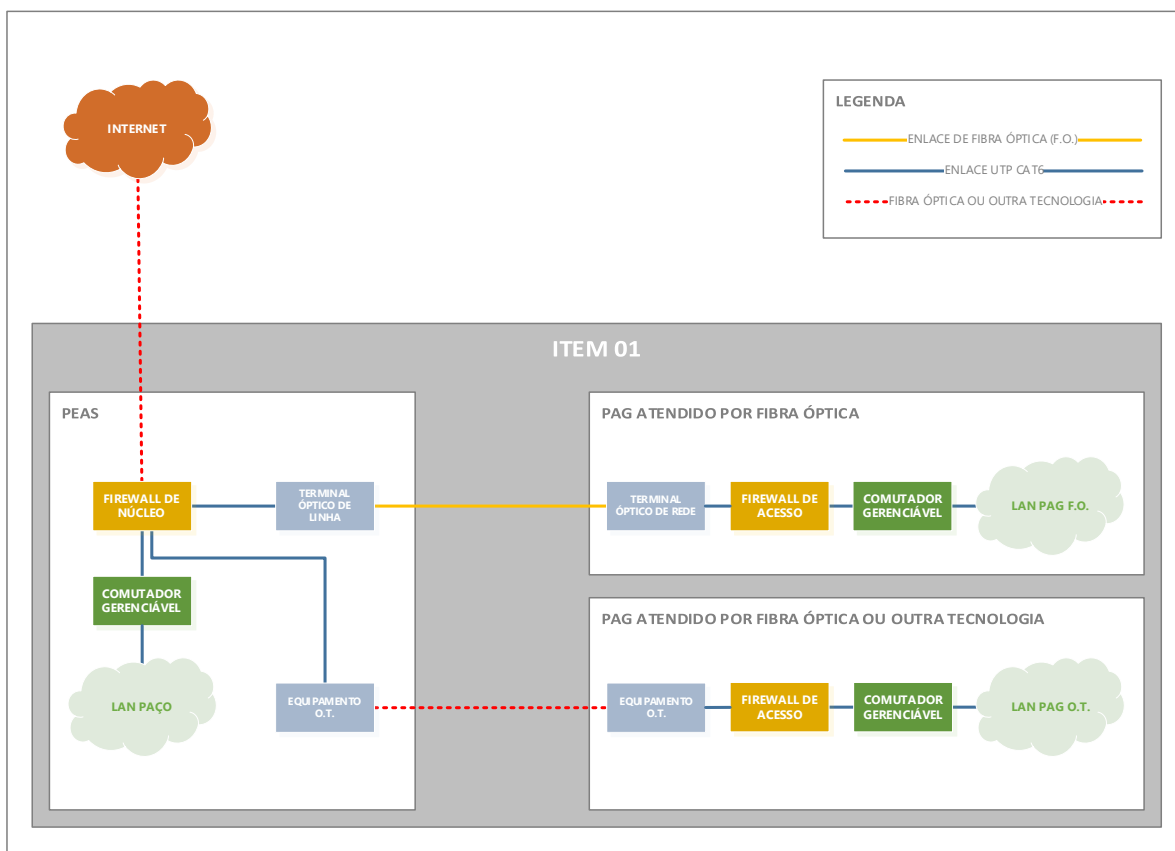 INTERNET
LEGENDA
ENLACE DE FIBRA ÓPTICA (F.O.)
ENLACE UTP CAT6
FIBRA ÓPTICA OU OUTRA TECNOLOGIA
ITEM 01
PEAS
FIREWALL DE
NÚCLEO
TERMINAL
ÓPTICO DE
LINHA
COMUTADOR
GERENCIÁVEL
LAN PAÇO
EQUIPAMENTO
O.T.
PAG ATENDIDO POR FIBRA ÓPTICA
TERMINAL
ÓPTICO DE REDE
FIREWALL DE
ACESSO
COMUTADOR
GERENCIÁVEL
LAN PAG F.O.
PAG ATENDIDO POR FIBRA ÓPTICA OU OUTRA TECNOLOGIA
EQUIPAMENTO
O.T.
FIREWALL DE
ACESSO
COMUTADOR
GERENCIÁVEL
LAN PAG O.T.